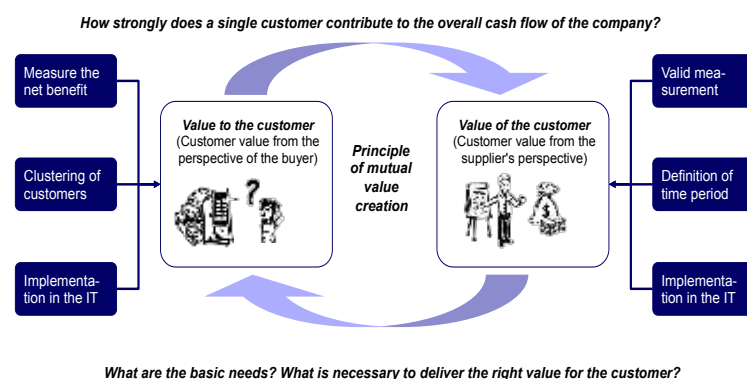 How strongly does a single customer contribute to the overall cash flow of the company?
Measure the
net benefit
Clustering of
customers
Implementa-
tion in the IT
Value to the customer
(Customer value from the
perspective of the buyer)
?
Principle
of mutual
value
creation
Value of the customer
(Customer value from the
supplier's perspective)
$
Valid mea-
surement
Definition of
time period
Implementa-
tion in the IT
What are the basic needs? What is necessary to deliver the right value for the customer?